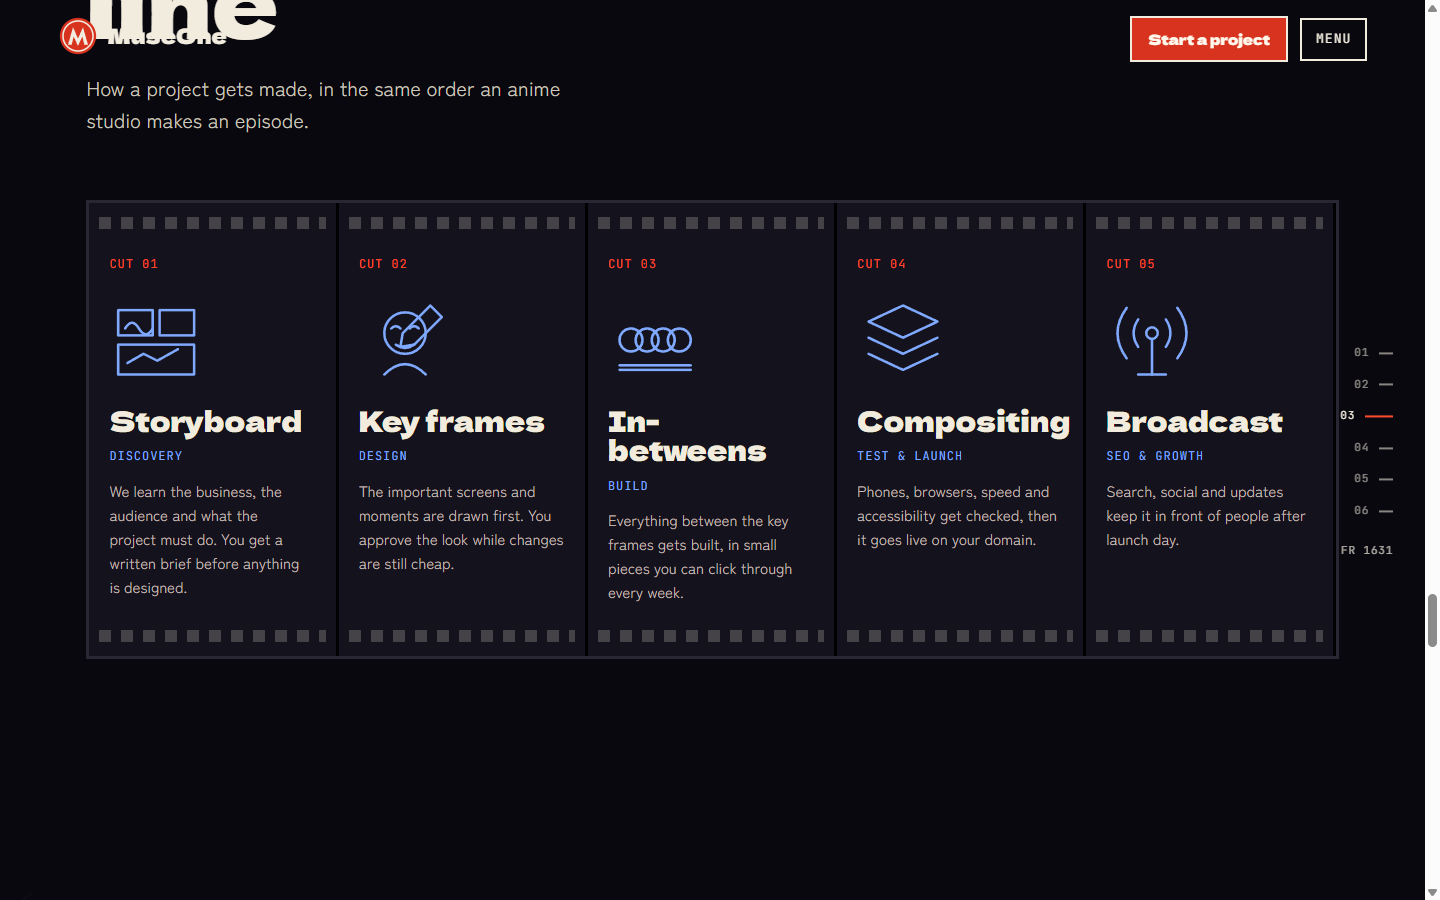 line
MuseOne
Start a project
MENU
How a project gets made, in the same order an anime
studio makes an episode.
CUT 01
Storyboard
DISCOVERY
We learn the business, the
audience and what the
project must do. You get a
written brief before anything
is designed.
CUT 02
Key frames
DESIGN
The important screens and
moments are drawn first. You
approve the look while changes
are still cheap.
CUT 03
In-
betweens
BUILD
Everything between the key
frames gets built, in small
pieces you can click through
every week.
CUT 04
Compositing
TEST & LAUNCH
Phones, browsers, speed and
accessibility get checked, then
it goes live on your domain.
CUT 05
Broadcast
SEO & GROWTH
Search, social and updates
keep it in front of people after
launch day.
01
02
03
04
05
06
FR 1631